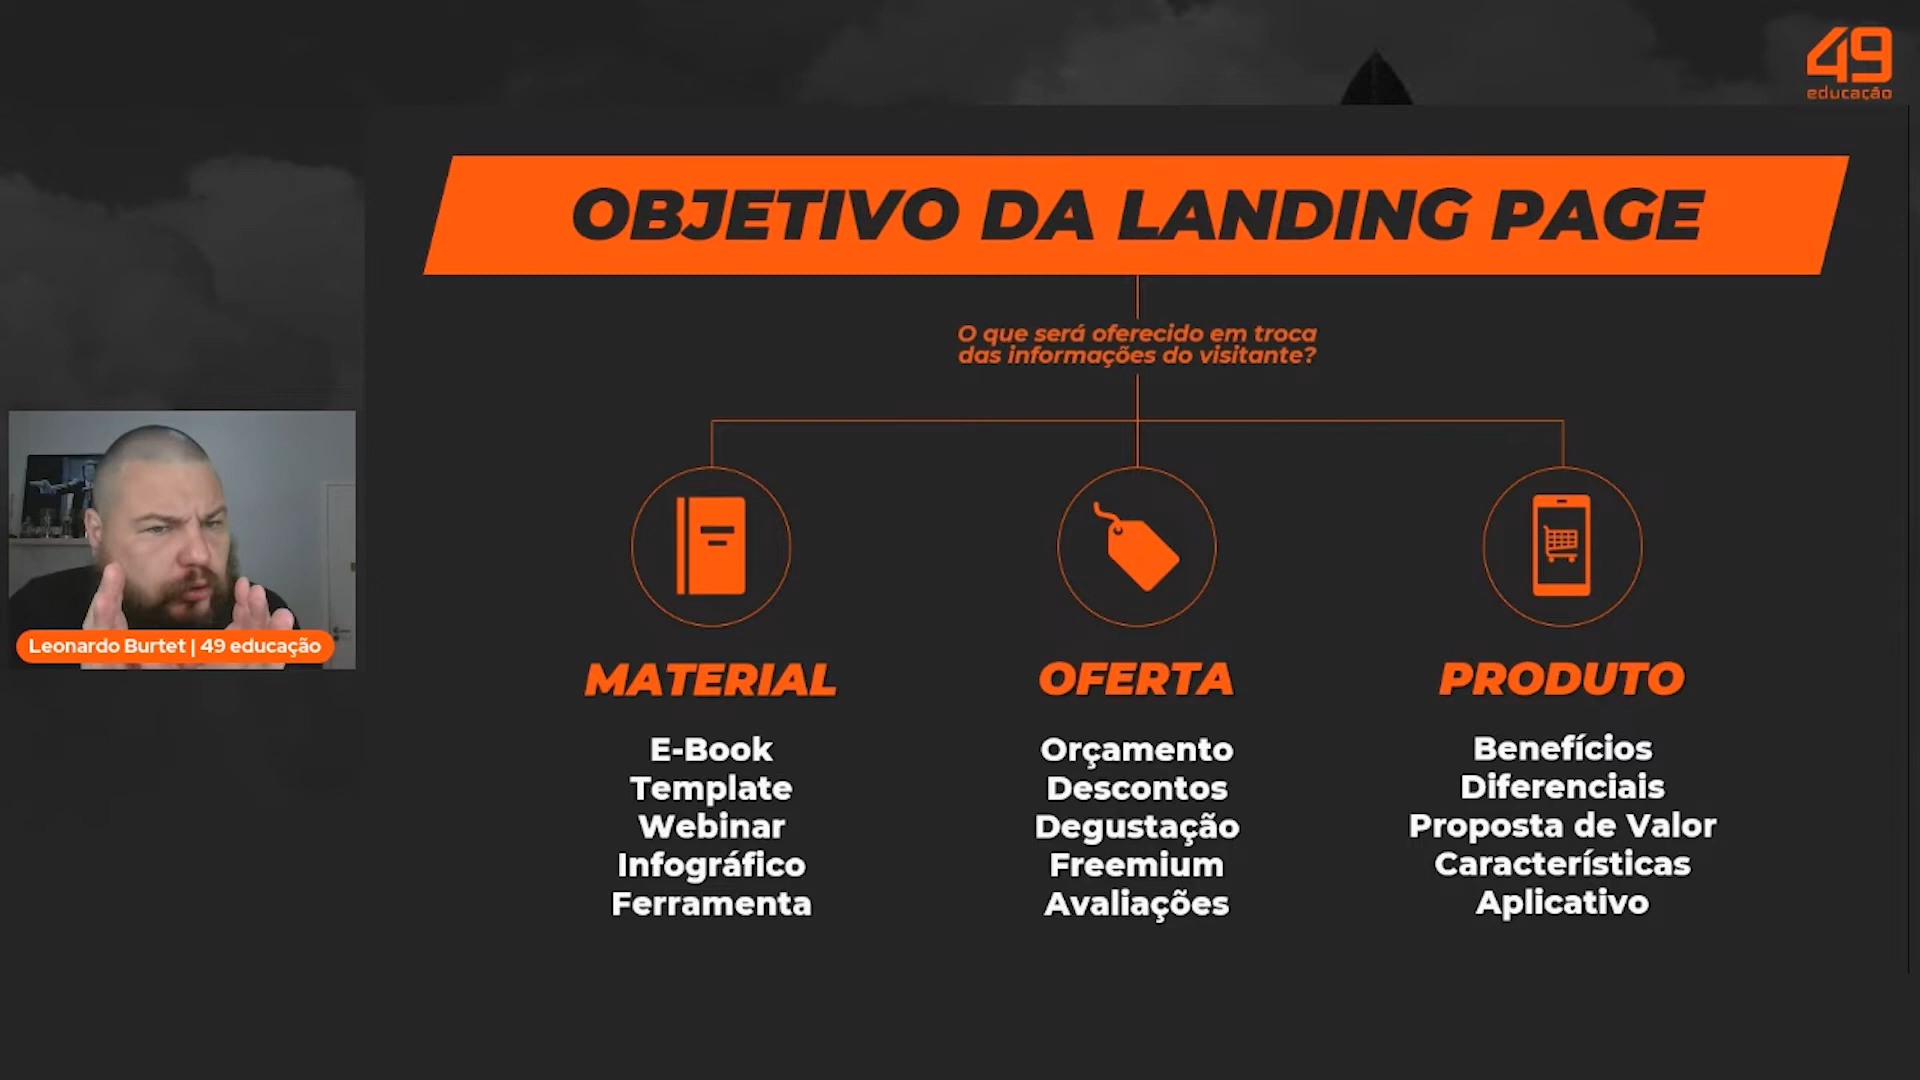 49
educação
OBJETIVO DA LANDING PAGE
O que será oferecido em troca
das informações do visitante?
Leonardo Burtet | 49 educação
MATERIAL
E-Book
Template
Webinar
Infográfico
Ferramenta
OFERTA
Orçamento
Descontos
Degustação
Freemium
Avaliações
PRODUTO
Benefícios
Diferenciais
Proposta de Valor
Características
Aplicativo